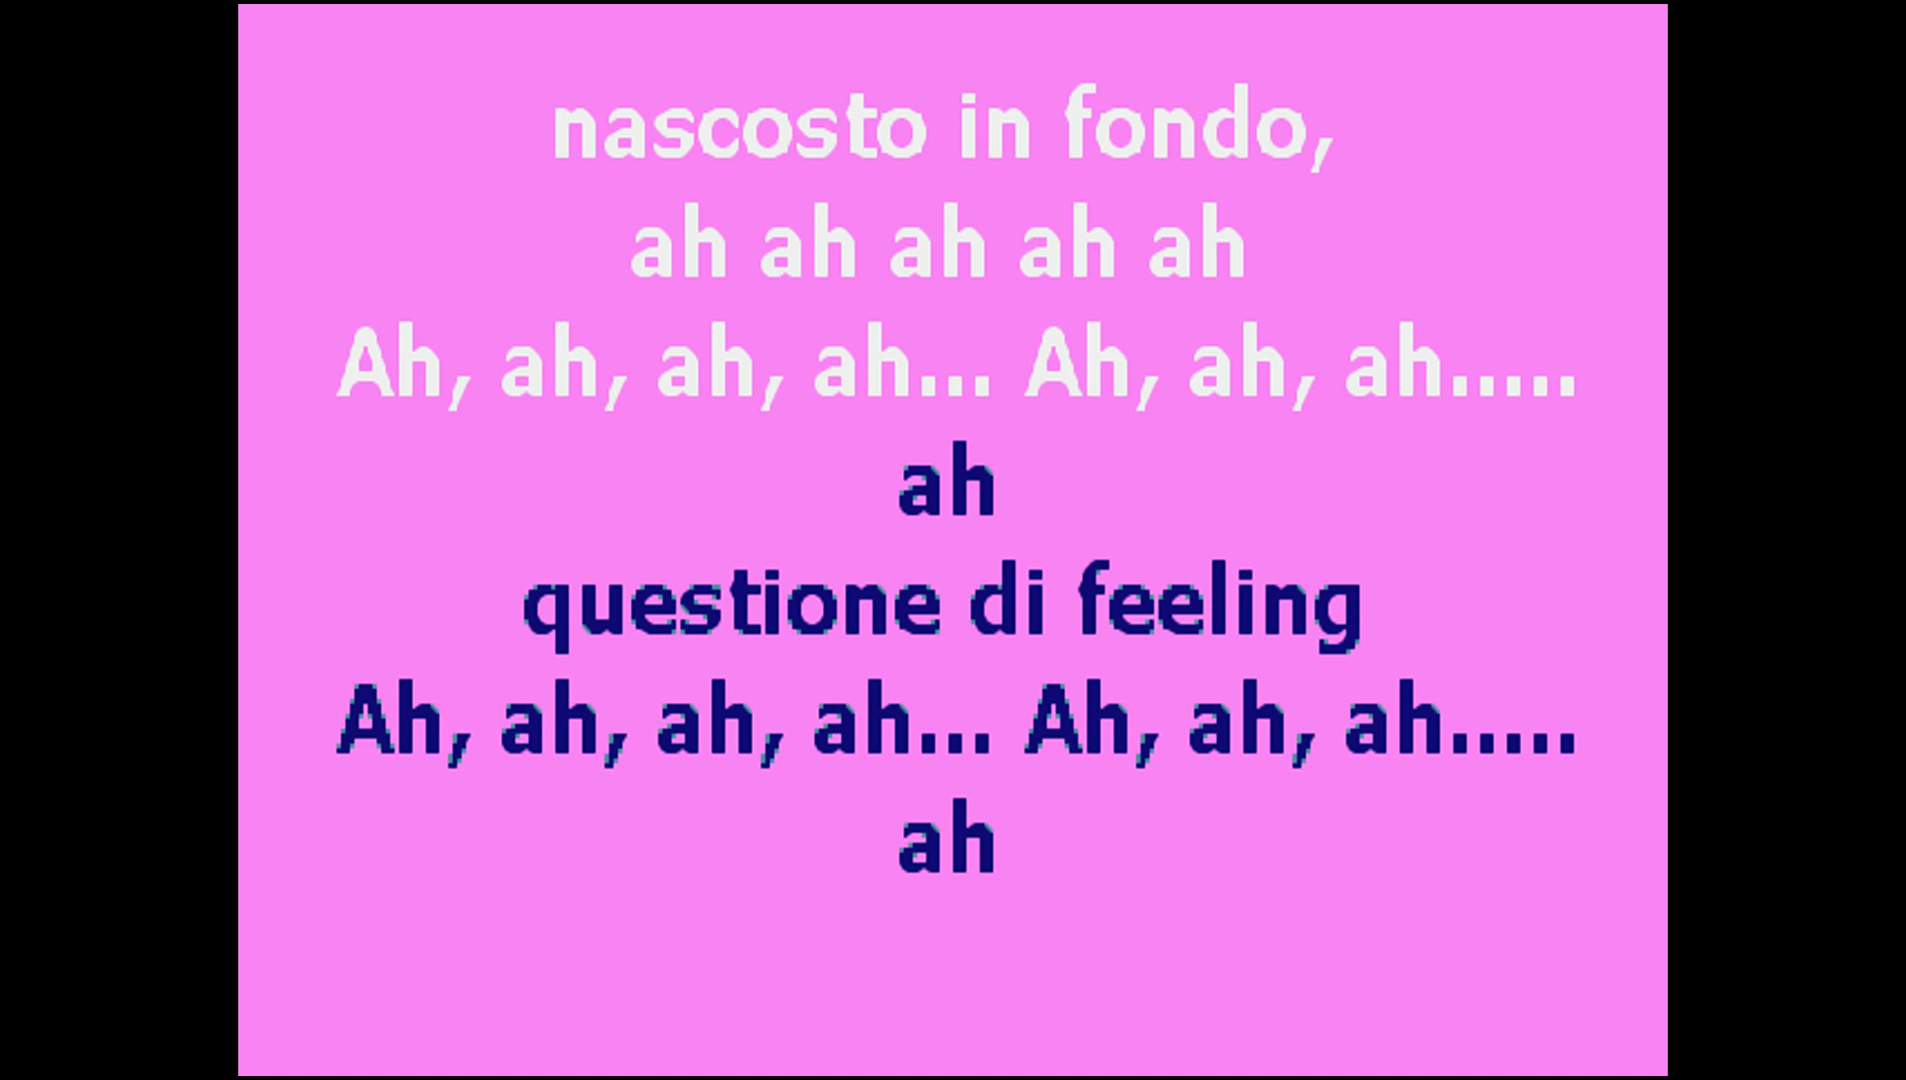 nascosto in fondo,
ah ah ah ah ah
Ah, ah, ah, ah... Ah, ah, ah.....
ah
questione di feeling
Ah, ah, ah, ah... Ah, ah, ah.....
ah